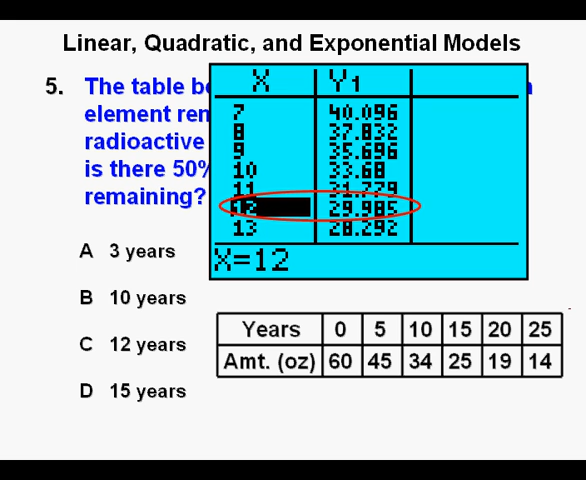 Linear, Quadratic, and Exponential Models
5. The table
element
radioactive
is there 50%
remaining?
X Y1
7 40.096
8 37.832
9 35.696
10 33.68
11 31.779
12 29.985
13 28.292
X=12
A 3 years
B 10 years
C 12 years
D 15 years
Years 0 5 10 15 20 25
Amt. (oz) 60 45 34 25 19 14